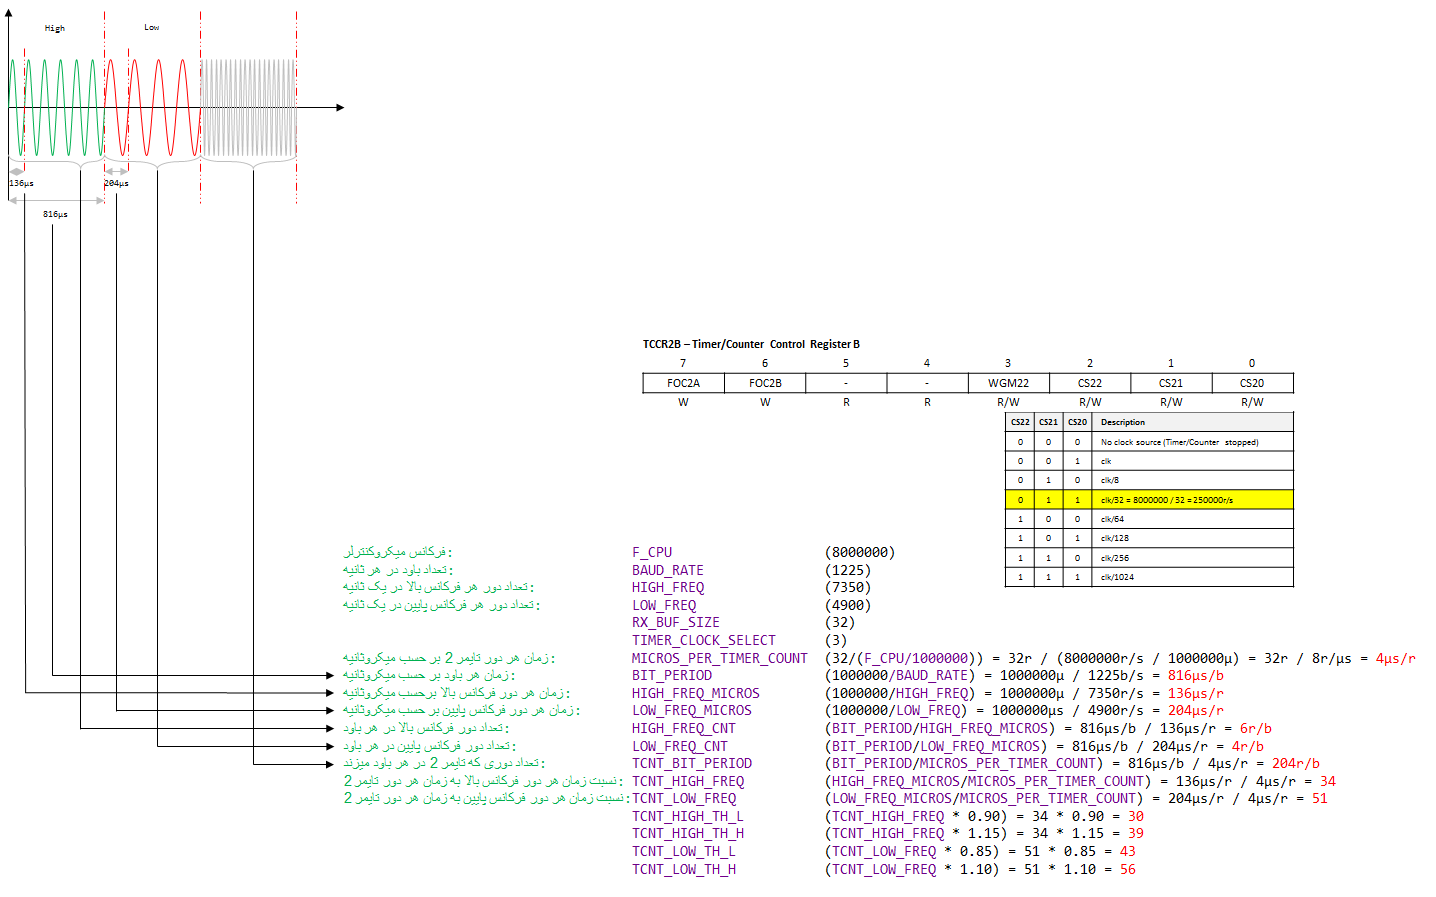 High Low
136µs 204µs
816µs
TCCR2B – Timer/Counter Control Register B
7 6 5 4 3 2 1 0
FOC2A FOC2B - - WGM22 CS22 CS21 CS20
W W R R R/W R/W R/W R/W
CS22 CS21 CS20 Description
0 0 0 No clock source (Timer/Counter stopped)
0 0 1 clk
0 1 0 clk/8
0 1 1 clk/32 = 8000000 / 32 = 250000r/s
1 0 0 clk/64
1 0 1 clk/128
1 1 0 clk/256
1 1 1 clk/1024
فرکانس میکروکنترلر: F_CPU (8000000)
تعداد باود در هر ثانیه: BAUD_RATE (1225)
تعداد دور هر فرکانس بالا در یک ثانیه: HIGH_FREQ (7350)
تعداد دور هر فرکانس پایین در یک ثانیه: LOW_FREQ (4900)
RX_BUF_SIZE (32)
TIMER_CLOCK_SELECT (3)
زمان هر دور تایمر 2 بر حسب میکروثانیه: MICROS_PER_TIMER_COUNT (32/(F_CPU/1000000)) = 32r / (8000000r/s / 1000000µ) = 32r / 8r/µs = 4µs/r
زمان هر باود بر حسب میکروثانیه: BIT_PERIOD (1000000/BAUD_RATE) = 1000000µ / 1225b/s = 816µs/b
زمان هر دور فرکانس بالا برحسب میکروثانیه: HIGH_FREQ_MICROS (1000000/HIGH_FREQ) = 1000000µ / 7350r/s = 136µs/r
زمان هر دور فرکانس پایین بر حسب میکروثانیه: LOW_FREQ_MICROS (1000000/LOW_FREQ) = 1000000µs / 4900r/s = 204µs/r
تعداد دور فرکانس بالا در هر باود: HIGH_FREQ_CNT (BIT_PERIOD/HIGH_FREQ_MICROS) = 816µs/b / 136µs/r = 6r/b
تعداد دور فرکانس پایین در هر باود: LOW_FREQ_CNT (BIT_PERIOD/LOW_FREQ_MICROS) = 816µs/b / 204µs/r = 4r/b
تعداد دوری که تایمر 2 در هر باود میزند: TCNT_BIT_PERIOD (BIT_PERIOD/MICROS_PER_TIMER_COUNT) = 816µs/b / 4µs/r = 204r/b
نسبت زمان هر دور فرکانس بالا به زمان هر دور تایمر 2: TCNT_HIGH_FREQ (HIGH_FREQ_MICROS/MICROS_PER_TIMER_COUNT) = 136µs/r / 4µs/r = 34
نسبت زمان هر دور فرکانس پایین به زمان هر دور تایمر 2: TCNT_LOW_FREQ (LOW_FREQ_MICROS/MICROS_PER_TIMER_COUNT) = 204µs/r / 4µs/r = 51
TCNT_HIGH_TH_L (TCNT_HIGH_FREQ * 0.90) = 34 * 0.90 = 30
TCNT_HIGH_TH_H (TCNT_HIGH_FREQ * 1.15) = 34 * 1.15 = 39
TCNT_LOW_TH_L (TCNT_LOW_FREQ * 0.85) = 51 * 0.85 = 43
TCNT_LOW_TH_H (TCNT_LOW_FREQ * 1.10) = 51 * 1.10 = 56